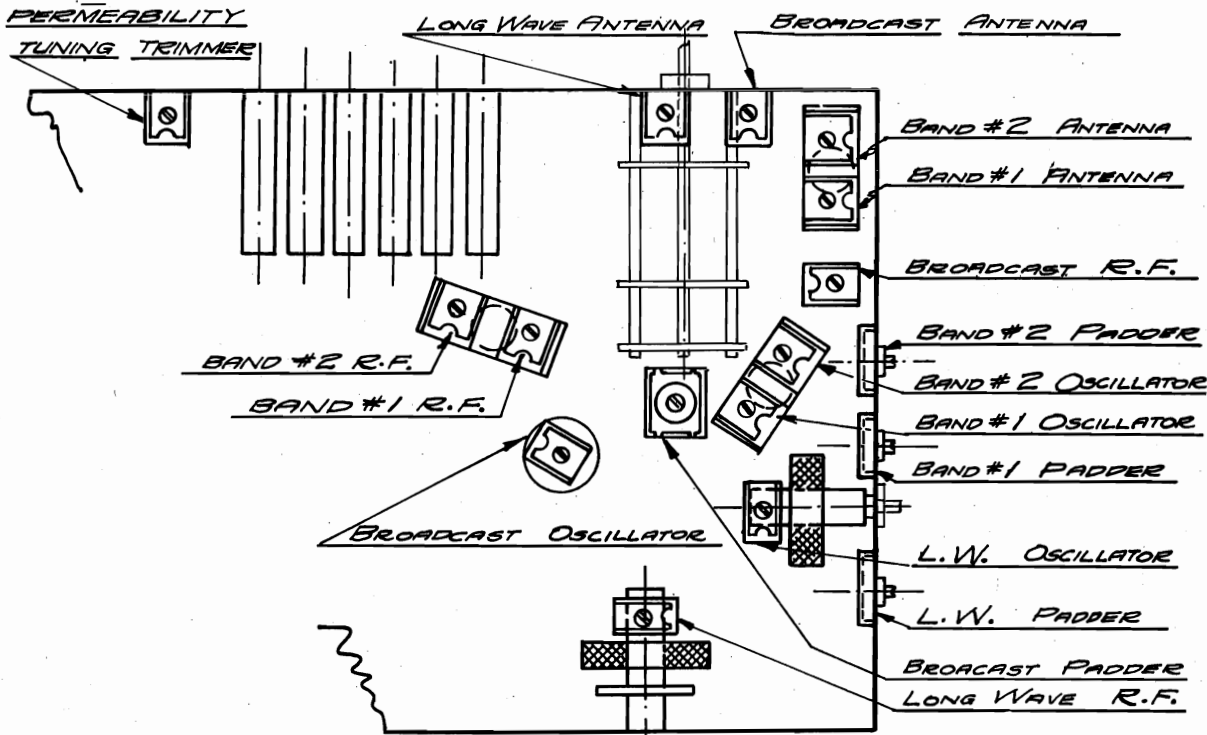 PERMEABILITY
TUNING TRIMMER
LONG WAVE ANTENNA
BROADCAST ANTENNA
BAND #2 ANTENNA
BAND #1 ANTENNA
BROADCAST R.F.
BAND #2 PADDER
BAND #2 OSCILLATOR
BAND #1 OSCILLATOR
BAND #1 PADDER
BAND #2 R.F.
BAND #1 R.F.
BROADCAST OSCILLATOR
L.W. OSCILLATOR
L.W. PADDER
BROACAST PADDER
LONG WAVE R.F.